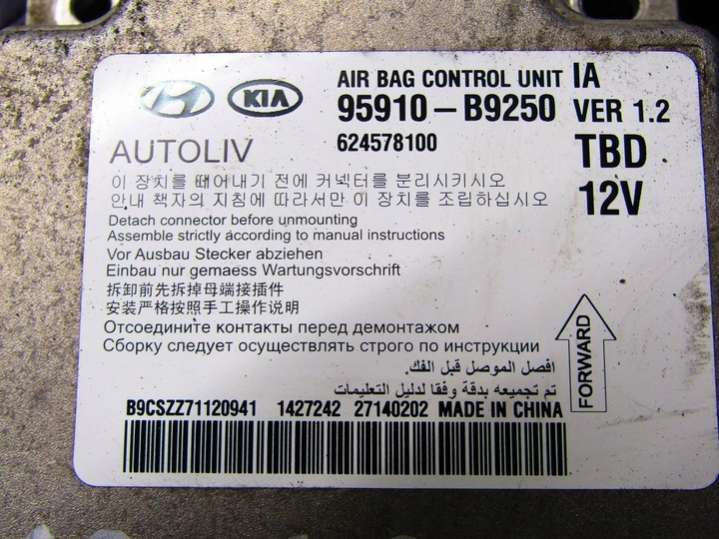 KIA
AIR BAG CONTROL UNIT IA
95910-B9250 VER 1.2
624578100
TBD
AUTOLIV
12V
이 장치를 때어내기 전에 커넥터를 분리시키시오
안내 책자의 지침에 따라서만 이 장치를 조립하십시오
Detach connector before unmounting
Assemble strictly according to manual instructions
Vor Ausbau Stecker abziehen
Einbau nur gemaess Wartungsvorschrift
拆卸前先拆掉母端接插件
安装严格按照手工操作说明
Отсоедините контакты перед демонтажом
Сборку следует осуществлять строго по инструкции
افصل الموصل قبل الفك.
تم تجميعه بدقة وفقا لدليل التعليمات
FORWARD
B9CSZZ71120941 1427242 27140202 MADE IN CHINA